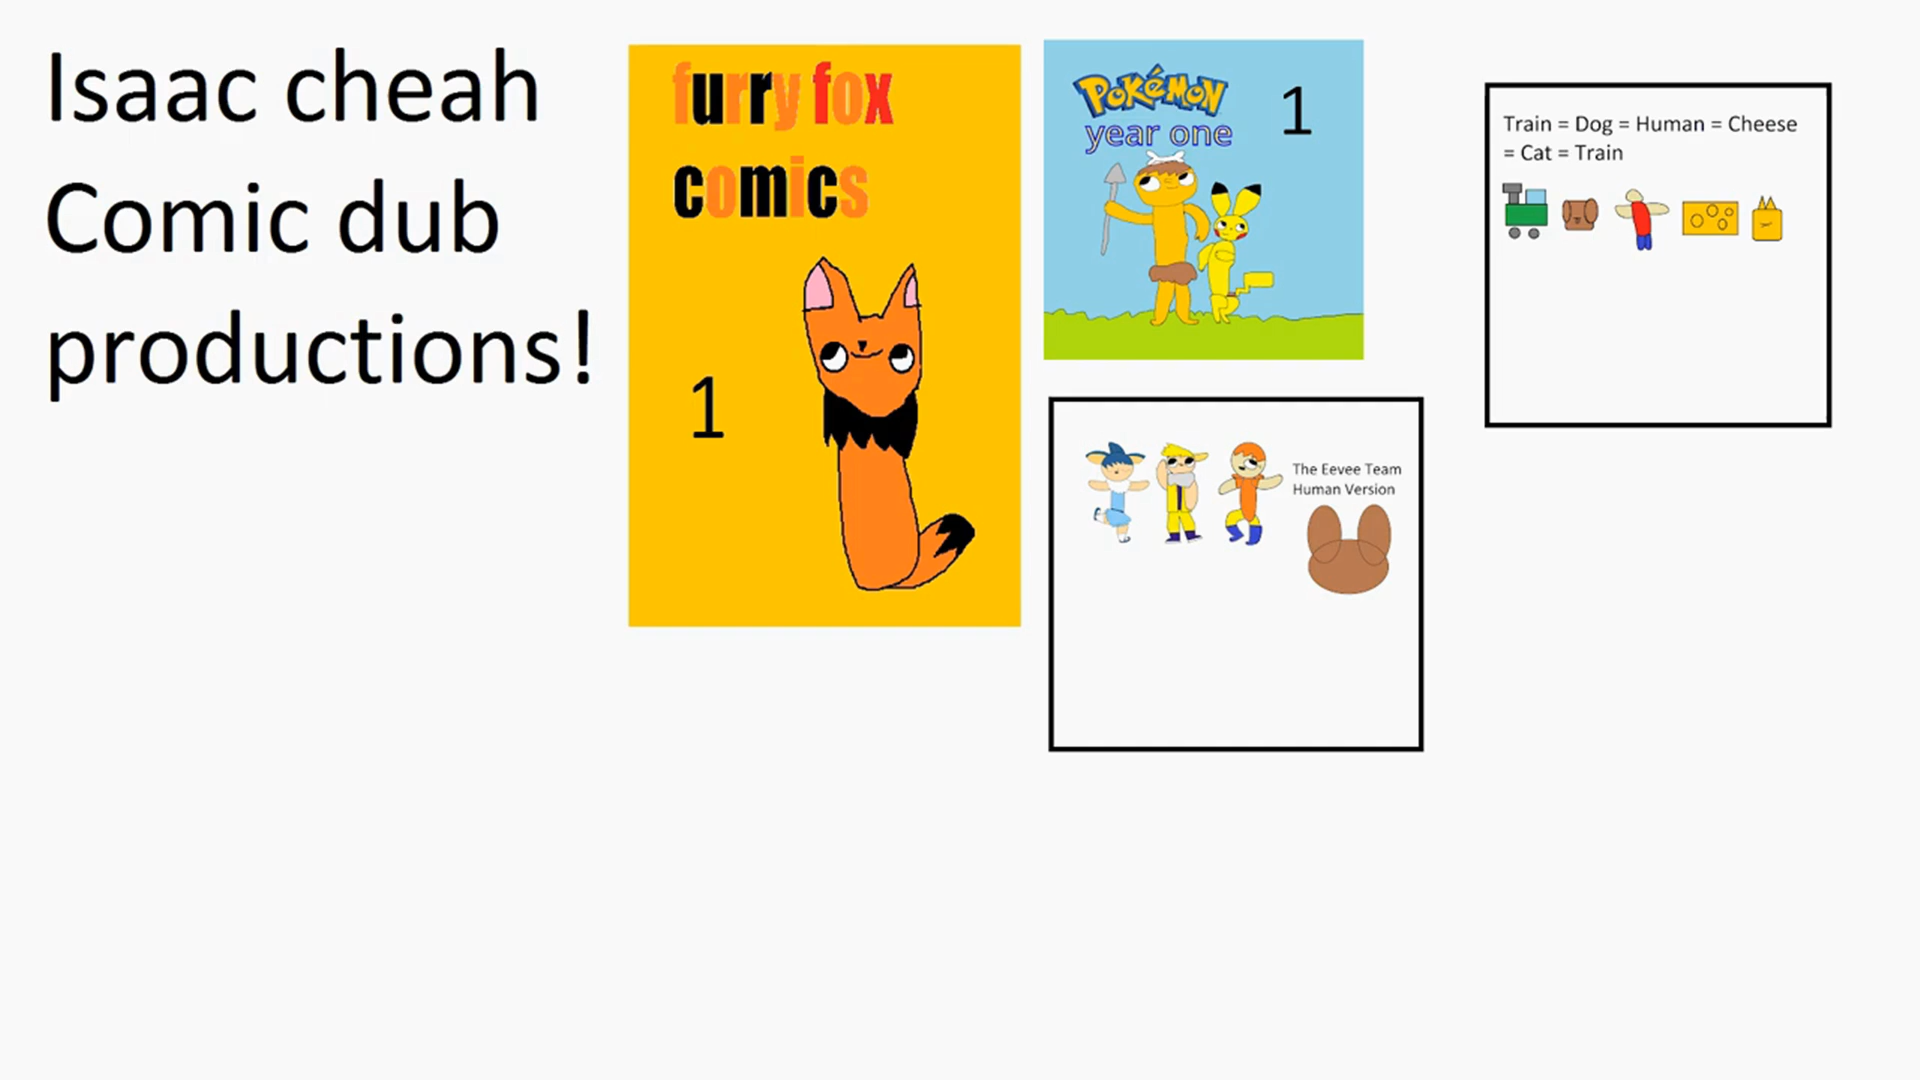 Isaac cheah
Comic dub
productions!
furry fox
comics
1
POKéMON
year one
1
Train = Dog = Human = Cheese
= Cat = Train
The Eevee Team
Human Version